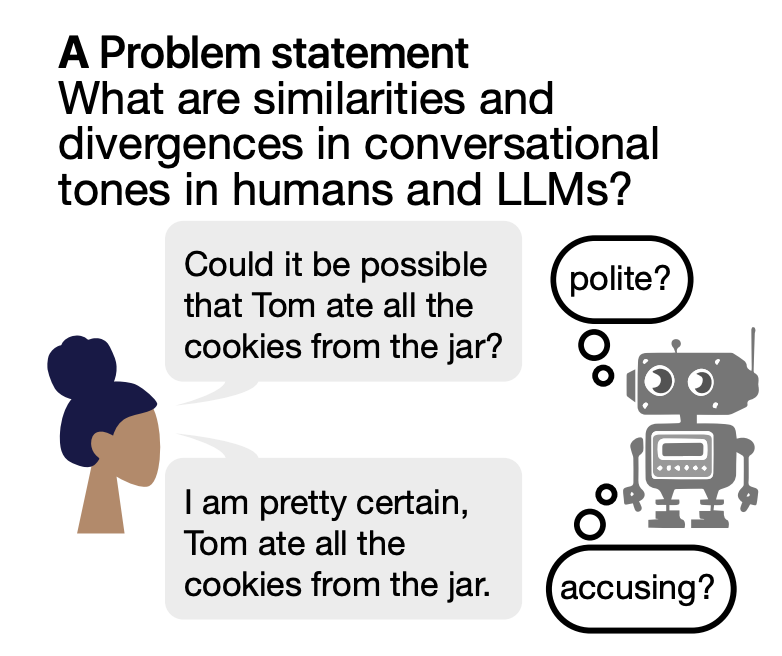 A Problem statement
What are similarities and
divergences in conversational
tones in humans and LLMs?
Could it be possible
that Tom ate all the
cookies from the jar?
polite?
I am pretty certain,
Tom ate all the
cookies from the jar.
accusing?